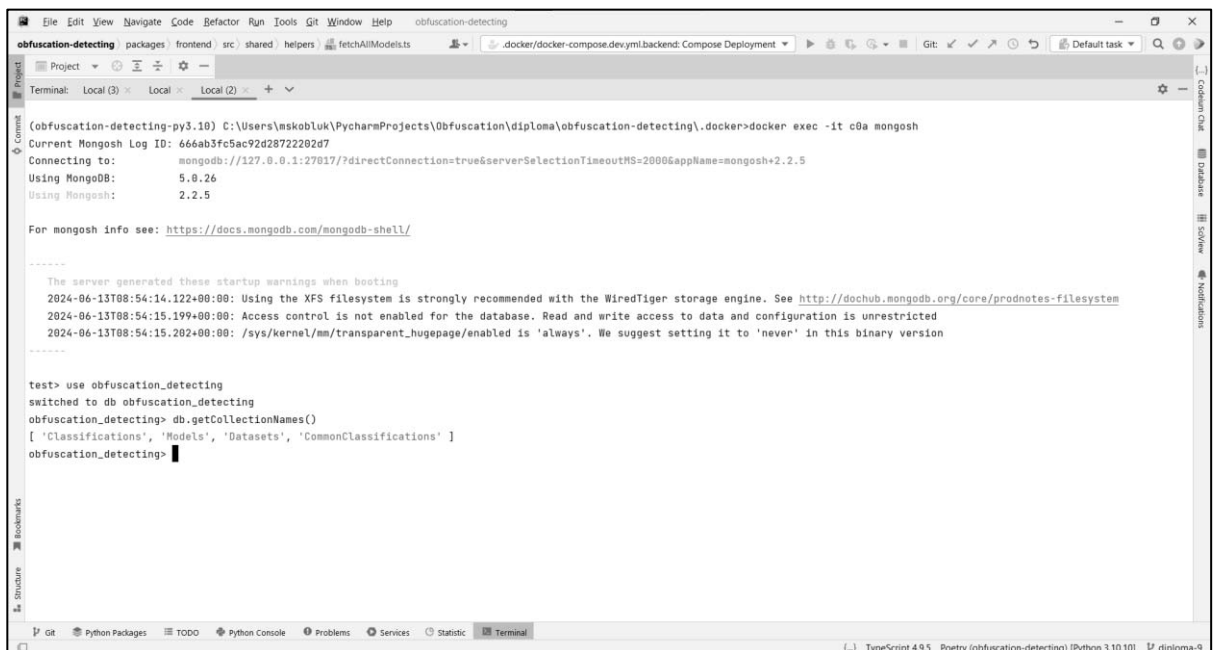 File Edit View Navigate Code Refactor Run Tools Git Window Help obfuscation-detecting
obfuscation-detecting packages frontend src shared helpers fetchAllModels.ts .docker/docker-compose.dev.yml.backend: Compose Deployment Git: Default task
Project
Terminal: Local (3) Local Local (2)
(obfuscation-detecting-py3.10) C:\Users\mskobluk\PycharmProjects\Obfuscation\diploma\obfuscation-detecting\.docker>docker exec -it c0a mongosh
Current Mongosh Log ID: 666ab3fc5ac92d28722202d7
Connecting to: mongodb://127.0.0.1:27017/?directConnection=true&serverSelectionTimeoutMS=2000&appName=mongosh+2.2.5
Using MongoDB: 5.0.26
Using Mongosh: 2.2.5
For mongosh info see: https://docs.mongodb.com/mongodb-shell/
------
The server generated these startup warnings when booting
2024-06-13T08:54:14.122+00:00: Using the XFS filesystem is strongly recommended with the WiredTiger storage engine. See http://dochub.mongodb.org/core/prodnotes-filesystem
2024-06-13T08:54:15.199+00:00: Access control is not enabled for the database. Read and write access to data and configuration is unrestricted
2024-06-13T08:54:15.202+00:00: /sys/kernel/mm/transparent_hugepage/enabled is 'always'. We suggest setting it to 'never' in this binary version
------
test> use obfuscation_detecting
switched to db obfuscation_detecting
obfuscation_detecting> db.getCollectionNames()
[ 'Classifications', 'Models', 'Datasets', 'CommonClassifications' ]
obfuscation_detecting>
Project
Commit
Bookmarks
Structure
Codeium Chat
Database
SciView
Notifications
Git Python Packages TODO Python Console Problems Services Statistic Terminal
TypeScript 4.9.5 Poetry (obfuscation-detecting) [Python 3.10.10] diploma-9